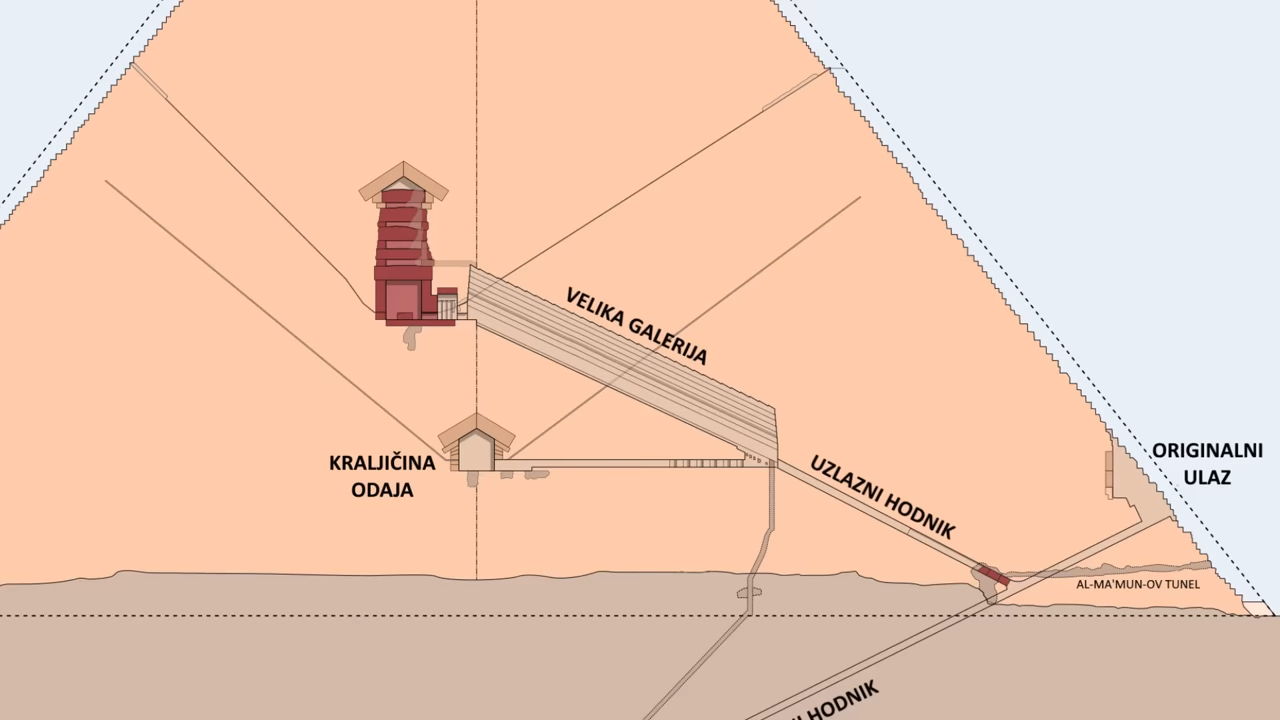 VELIKA GALERIJA
KRALJIČINA
ODAJA
ORIGINALNI
ULAZ
UZLAZNI HODNIK
AL-MA'MUN-OV TUNEL
HODNIK